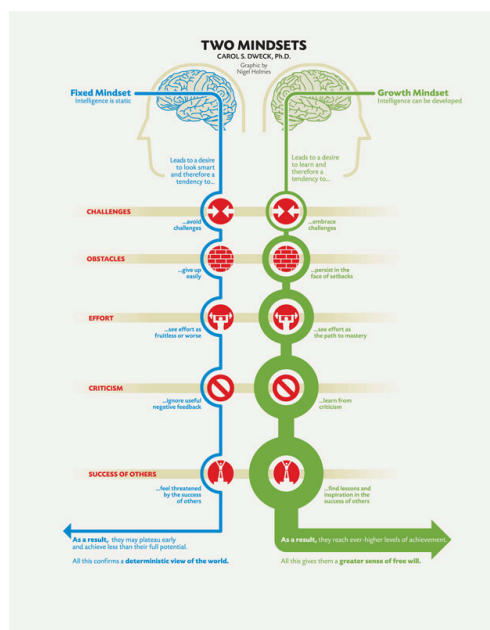 TWO MINDSETS
CAROL S. DWECK, Ph.D.
Graphic by
Nigel Holmes
Fixed Mindset
Intelligence is static
Growth Mindset
Intelligence can be developed
Leads to a desire
to look smart
and therefore a
tendency to...
Leads to a desire
to learn and
therefore a
tendency to...
CHALLENGES
...avoid
challenges
...embrace
challenges
OBSTACLES
...give up
easily
...persist in the
face of setbacks
EFFORT
...see effort as
fruitless or worse
...see effort as
the path to mastery
CRITICISM
...ignore useful
negative feedback
...learn from
criticism
SUCCESS OF OTHERS
...feel threatened
by the success
of others
...find lessons and
inspiration in the
success of others
As a result, they may plateau early
and achieve less than their full potential.
All this confirms a deterministic view of the world.
As a result, they reach ever-higher levels of achievement.
All this gives them a greater sense of free will.